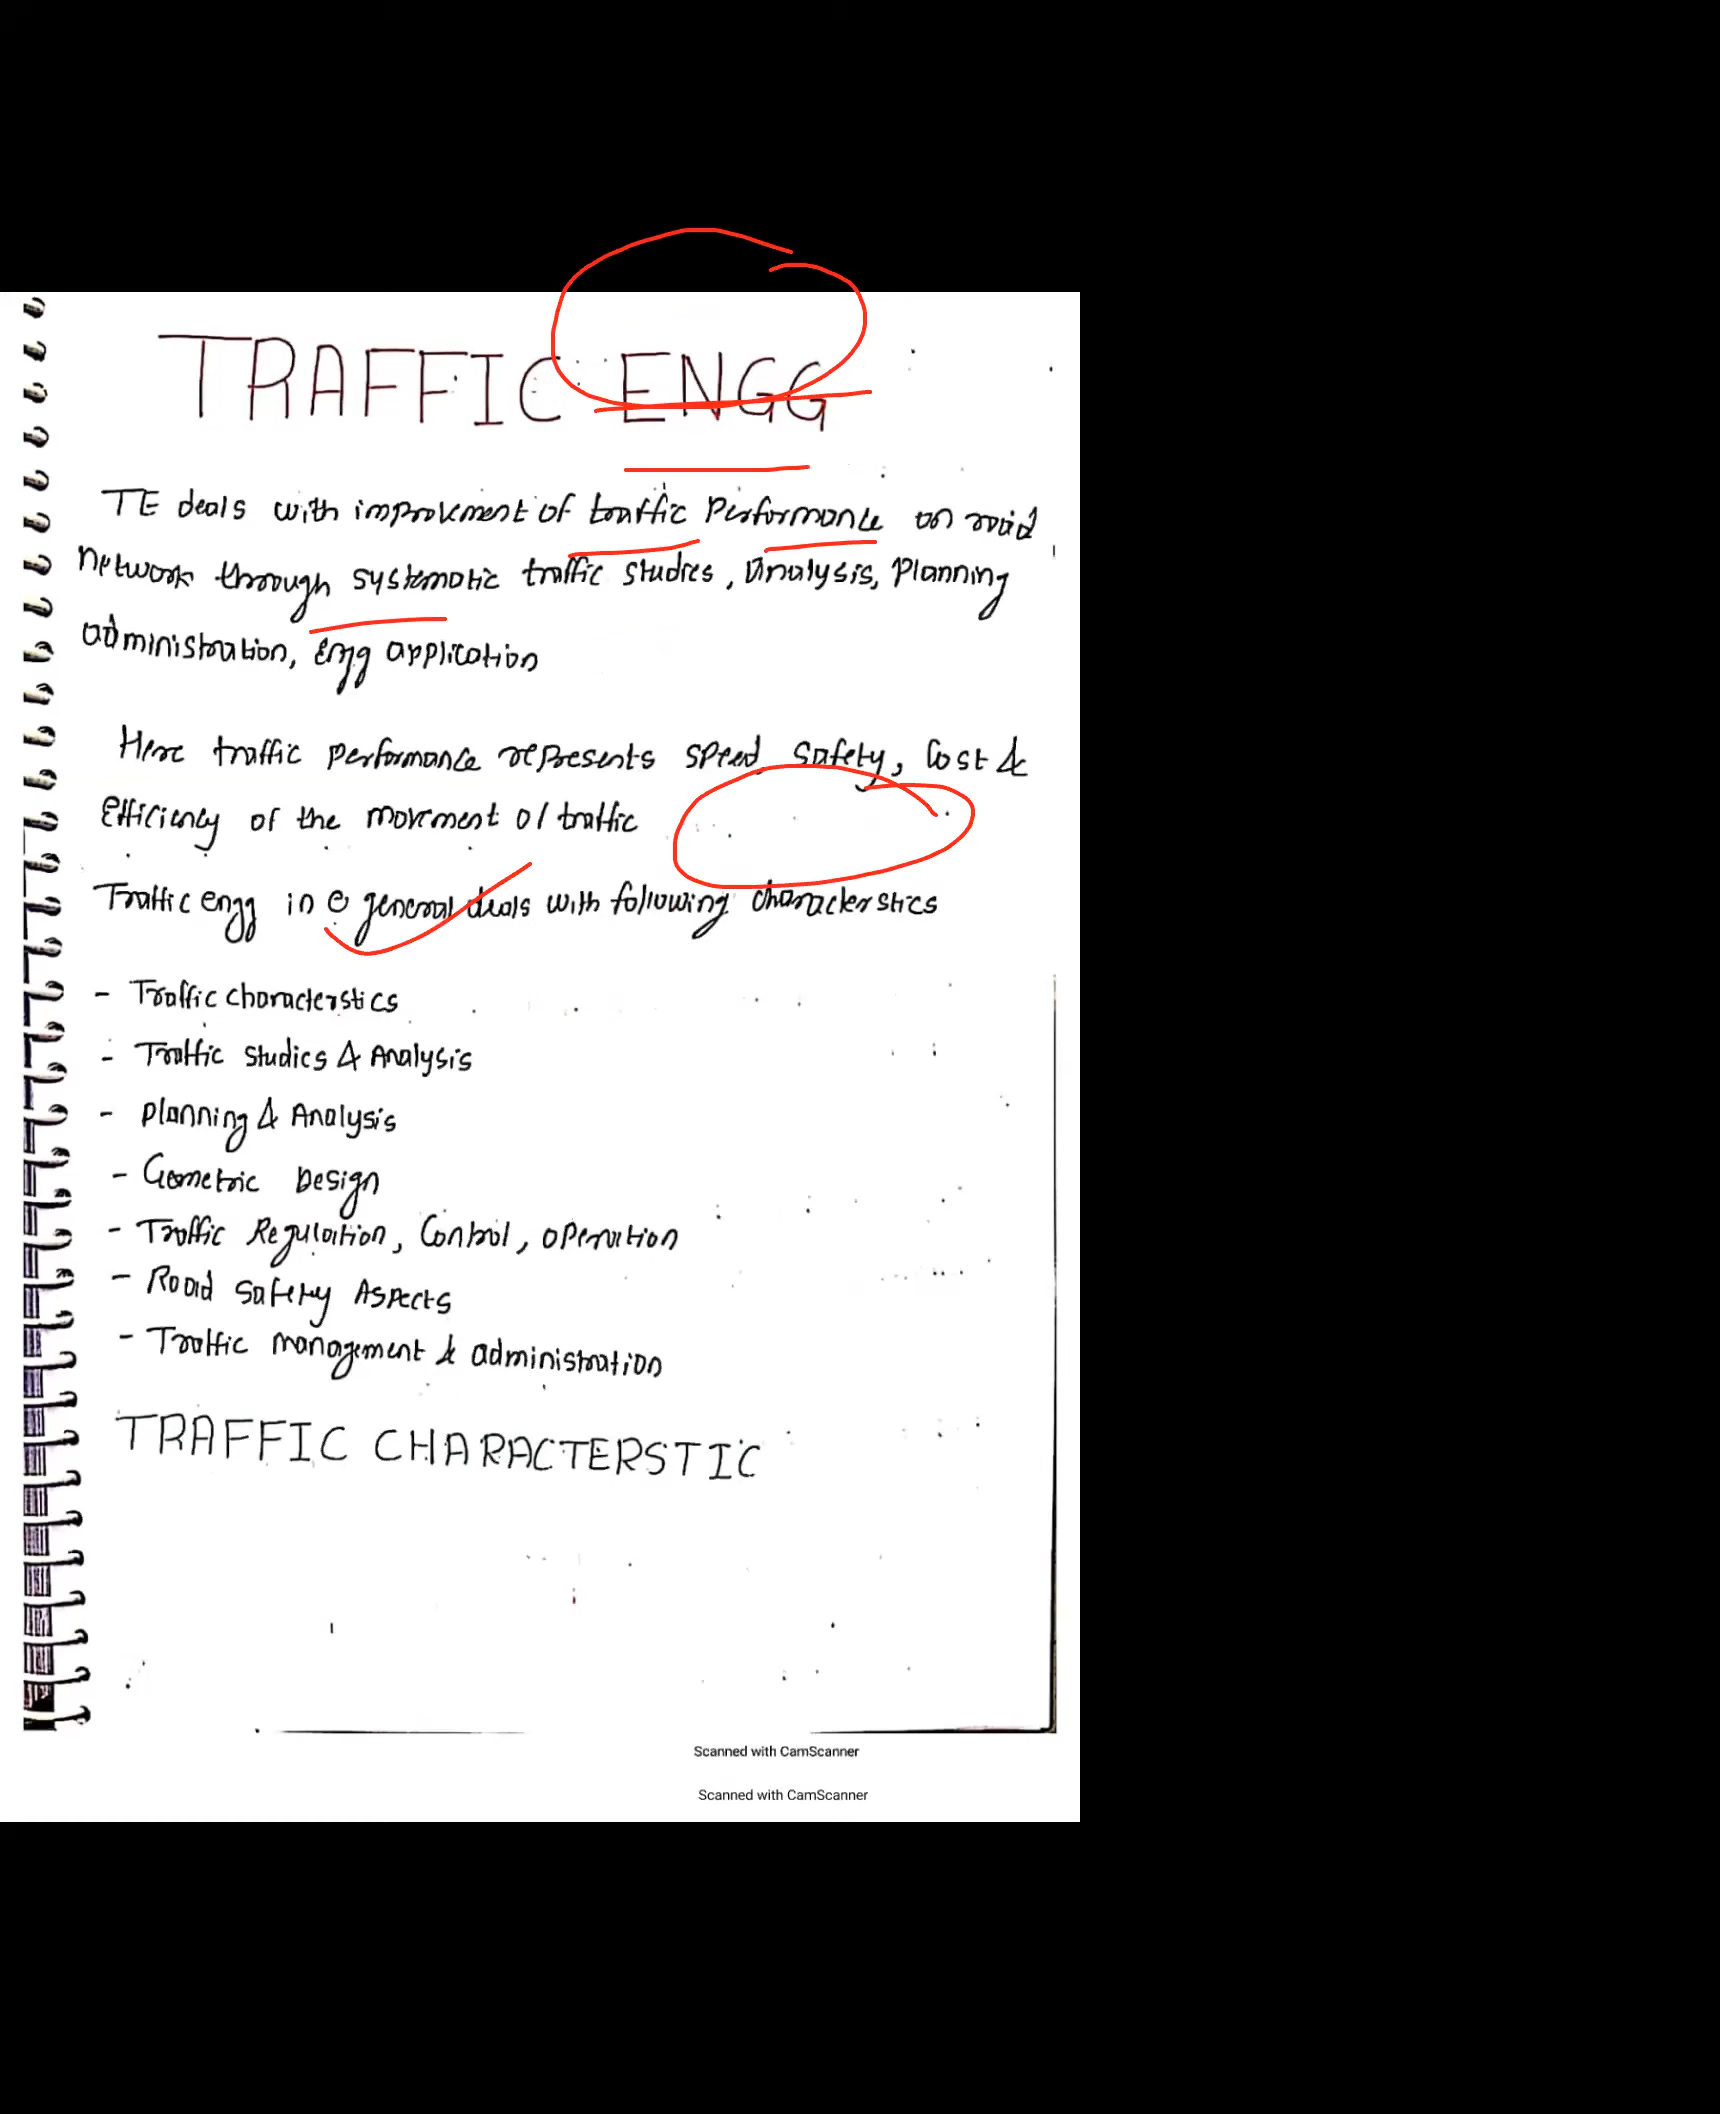 TRAFFIC ENGG
TE deals with improvment of traffic Performance on road
Network through systematic traffic studies, Analysis, Planning
administration, engg application
Here traffic performance represents speed, safety, Cost &
Efficiency of the movement of traffic
Traffic engg in general deals with following characterstics
- Traffic characterstics
- Traffic studies & Analysis
- Planning & Analysis
- Geometric Design
- Traffic Regulation, Control, operation
- Road safety Aspects
- Traffic management & administration
TRAFFIC CHARACTERSTIC
Scanned with CamScanner
Scanned with CamScanner